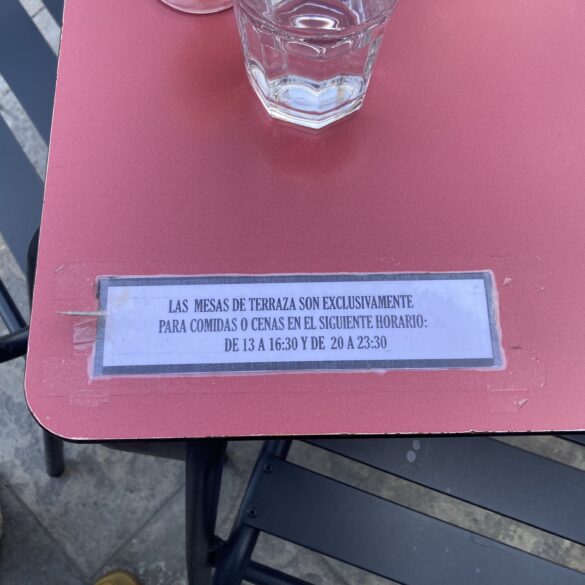 LAS MESAS DE TERRAZA SON EXCLUSIVAMENTE
PARA COMIDAS O CENAS EN EL SIGUIENTE HORARIO:
DE 13 A 16:30 Y DE 20 A 23:30